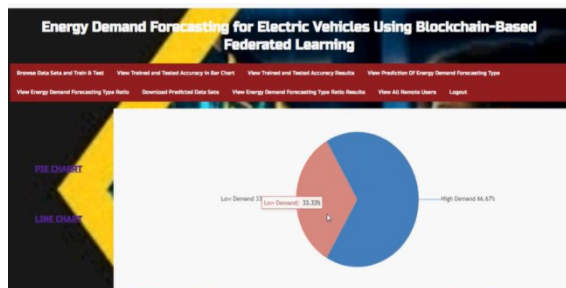 Energy Demand Forecasting for Electric Vehicles Using Blockchain-Based
Federated Learning
Browse Data Sets and Train & Test View Trained and Tested Accuracy in Bar Chart View Trained and Tested Accuracy Results View Prediction Of Energy Demand Forecasting Type
View Energy Demand Forecasting Type Ratio Download Predicted Data Sets View Energy Demand Forecasting Type Ratio Results View All Remote Users Logout
PIE CHART
Low Demand 33 Low Demand: 33.33% High Demand 66.67%
LINE CHART